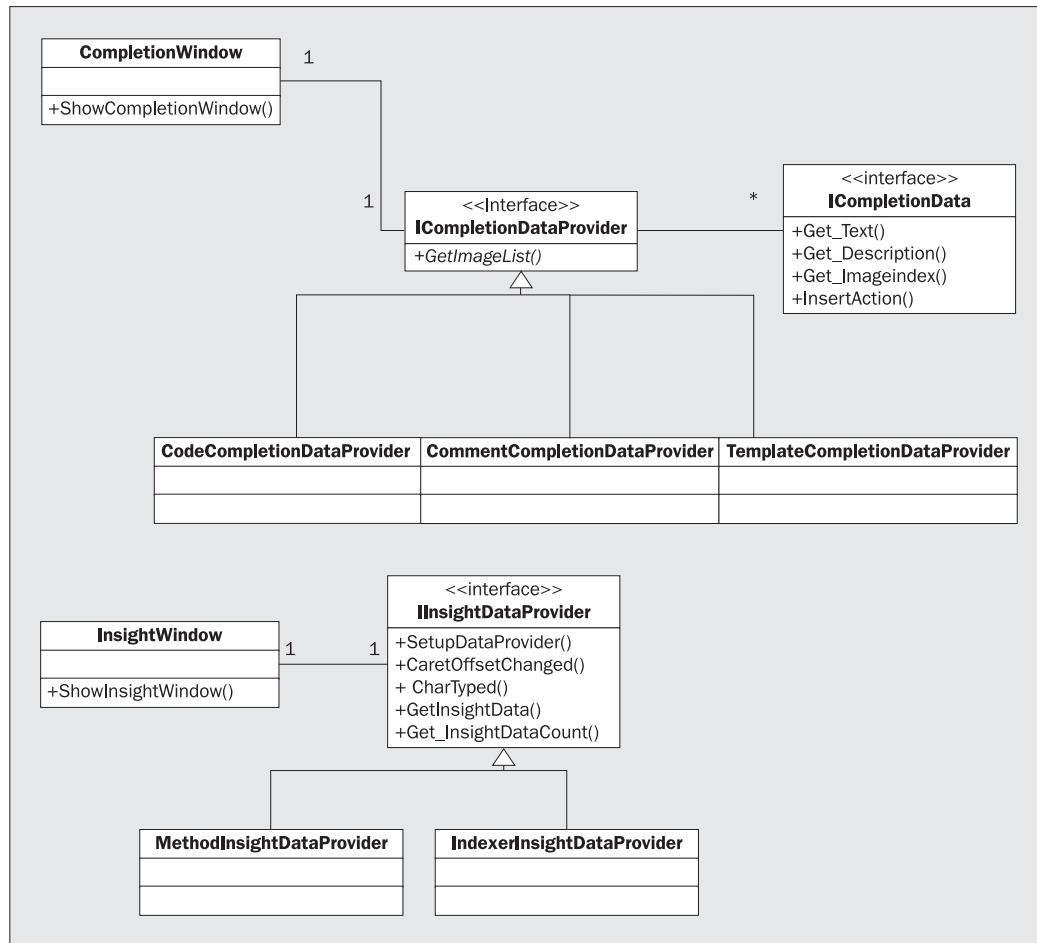 CompletionWindow
+ShowCompletionWindow()
1
1
<<Interface>>
ICompletionDataProvider
+GetImageList()
*
<<interface>>
ICompletionData
+Get_Text()
+Get_Description()
+Get_Imageindex()
+InsertAction()
CodeCompletionDataProvider
CommentCompletionDataProvider
TemplateCompletionDataProvider
InsightWindow
+ShowInsightWindow()
1
1
<<interface>>
IInsightDataProvider
+SetupDataProvider()
+CaretOffsetChanged()
+ CharTyped()
+GetInsightData()
+Get_InsightDataCount()
MethodInsightDataProvider
IndexerInsightDataProvider